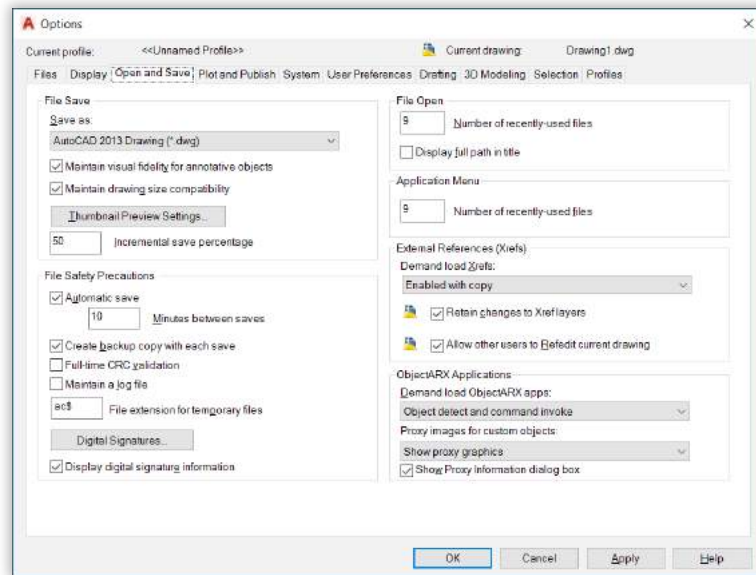 Options
Current profile: <<Unnamed Profile>> Current drawing: Drawing1.dwg
Files Display Open and Save Plot and Publish System User Preferences Drafting 3D Modeling Selection Profiles
File Save
Save as:
AutoCAD 2013 Drawing (*.dwg)
Maintain visual fidelity for annotative objects
Maintain drawing size compatibility
Thumbnail Preview Settings...
50 Incremental save percentage
File Safety Precautions
Automatic save
10 Minutes between saves
Create backup copy with each save
Full-time CRC validation
Maintain a log file
ac$ File extension for temporary files
Digital Signatures...
Display digital signature information
File Open
9 Number of recently-used files
Display full path in title
Application Menu
9 Number of recently-used files
External References (Xrefs)
Demand load Xrefs:
Enabled with copy
Retain changes to Xref layers
Allow other users to Refedit current drawing
ObjectARX Applications
Demand load ObjectARX apps:
Object detect and command invoke
Proxy images for custom objects:
Show proxy graphics
Show Proxy Information dialog box
OK Cancel Apply Help